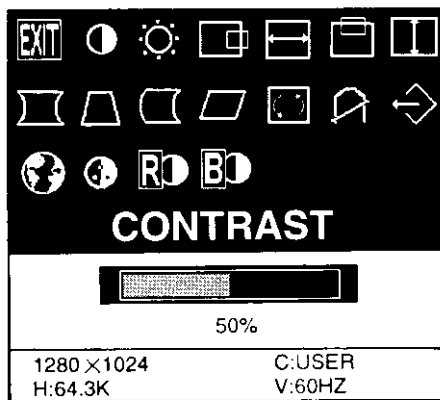 EXIT
R B
CONTRAST
50%
1280 ×1024 C:USER
H:64.3K V:60HZ